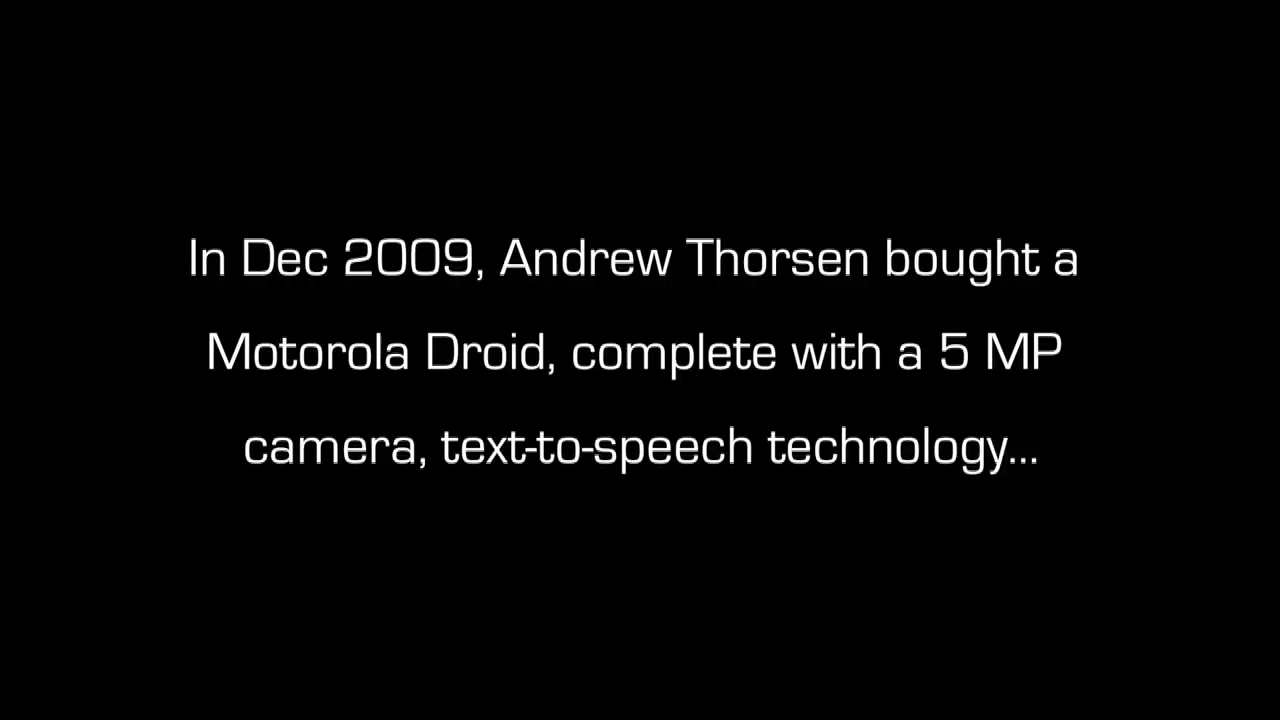 In Dec 2009, Andrew Thorsen bought a
Motorola Droid, complete with a 5 MP
camera, text-to-speech technology...